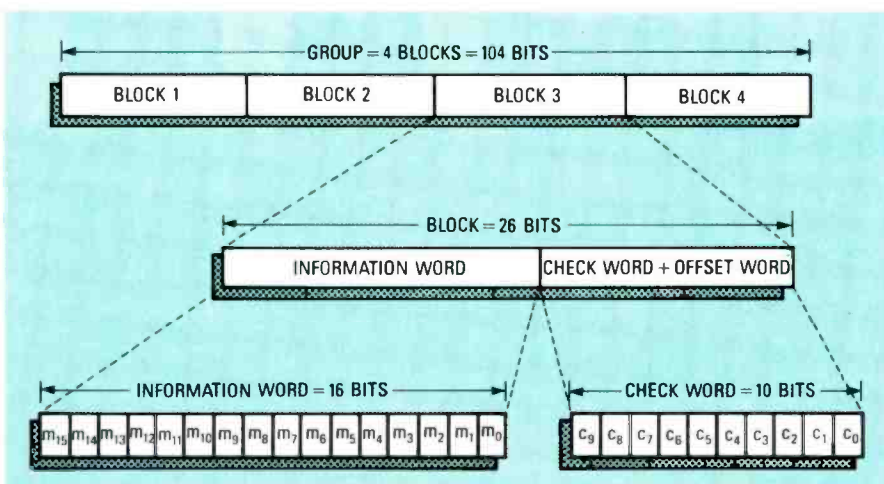 GROUP = 4 BLOCKS = 104 BITS
BLOCK 1 BLOCK 2 BLOCK 3 BLOCK 4
BLOCK = 26 BITS
INFORMATION WORD CHECK WORD + OFFSET WORD
INFORMATION WORD = 16 BITS CHECK WORD = 10 BITS
m15 m14 m13 m12 m11 m10 m9 m8 m7 m6 m5 m4 m3 m2 m1 m0 c9 c8 c7 c6 c5 c4 c3 c2 c1 c0